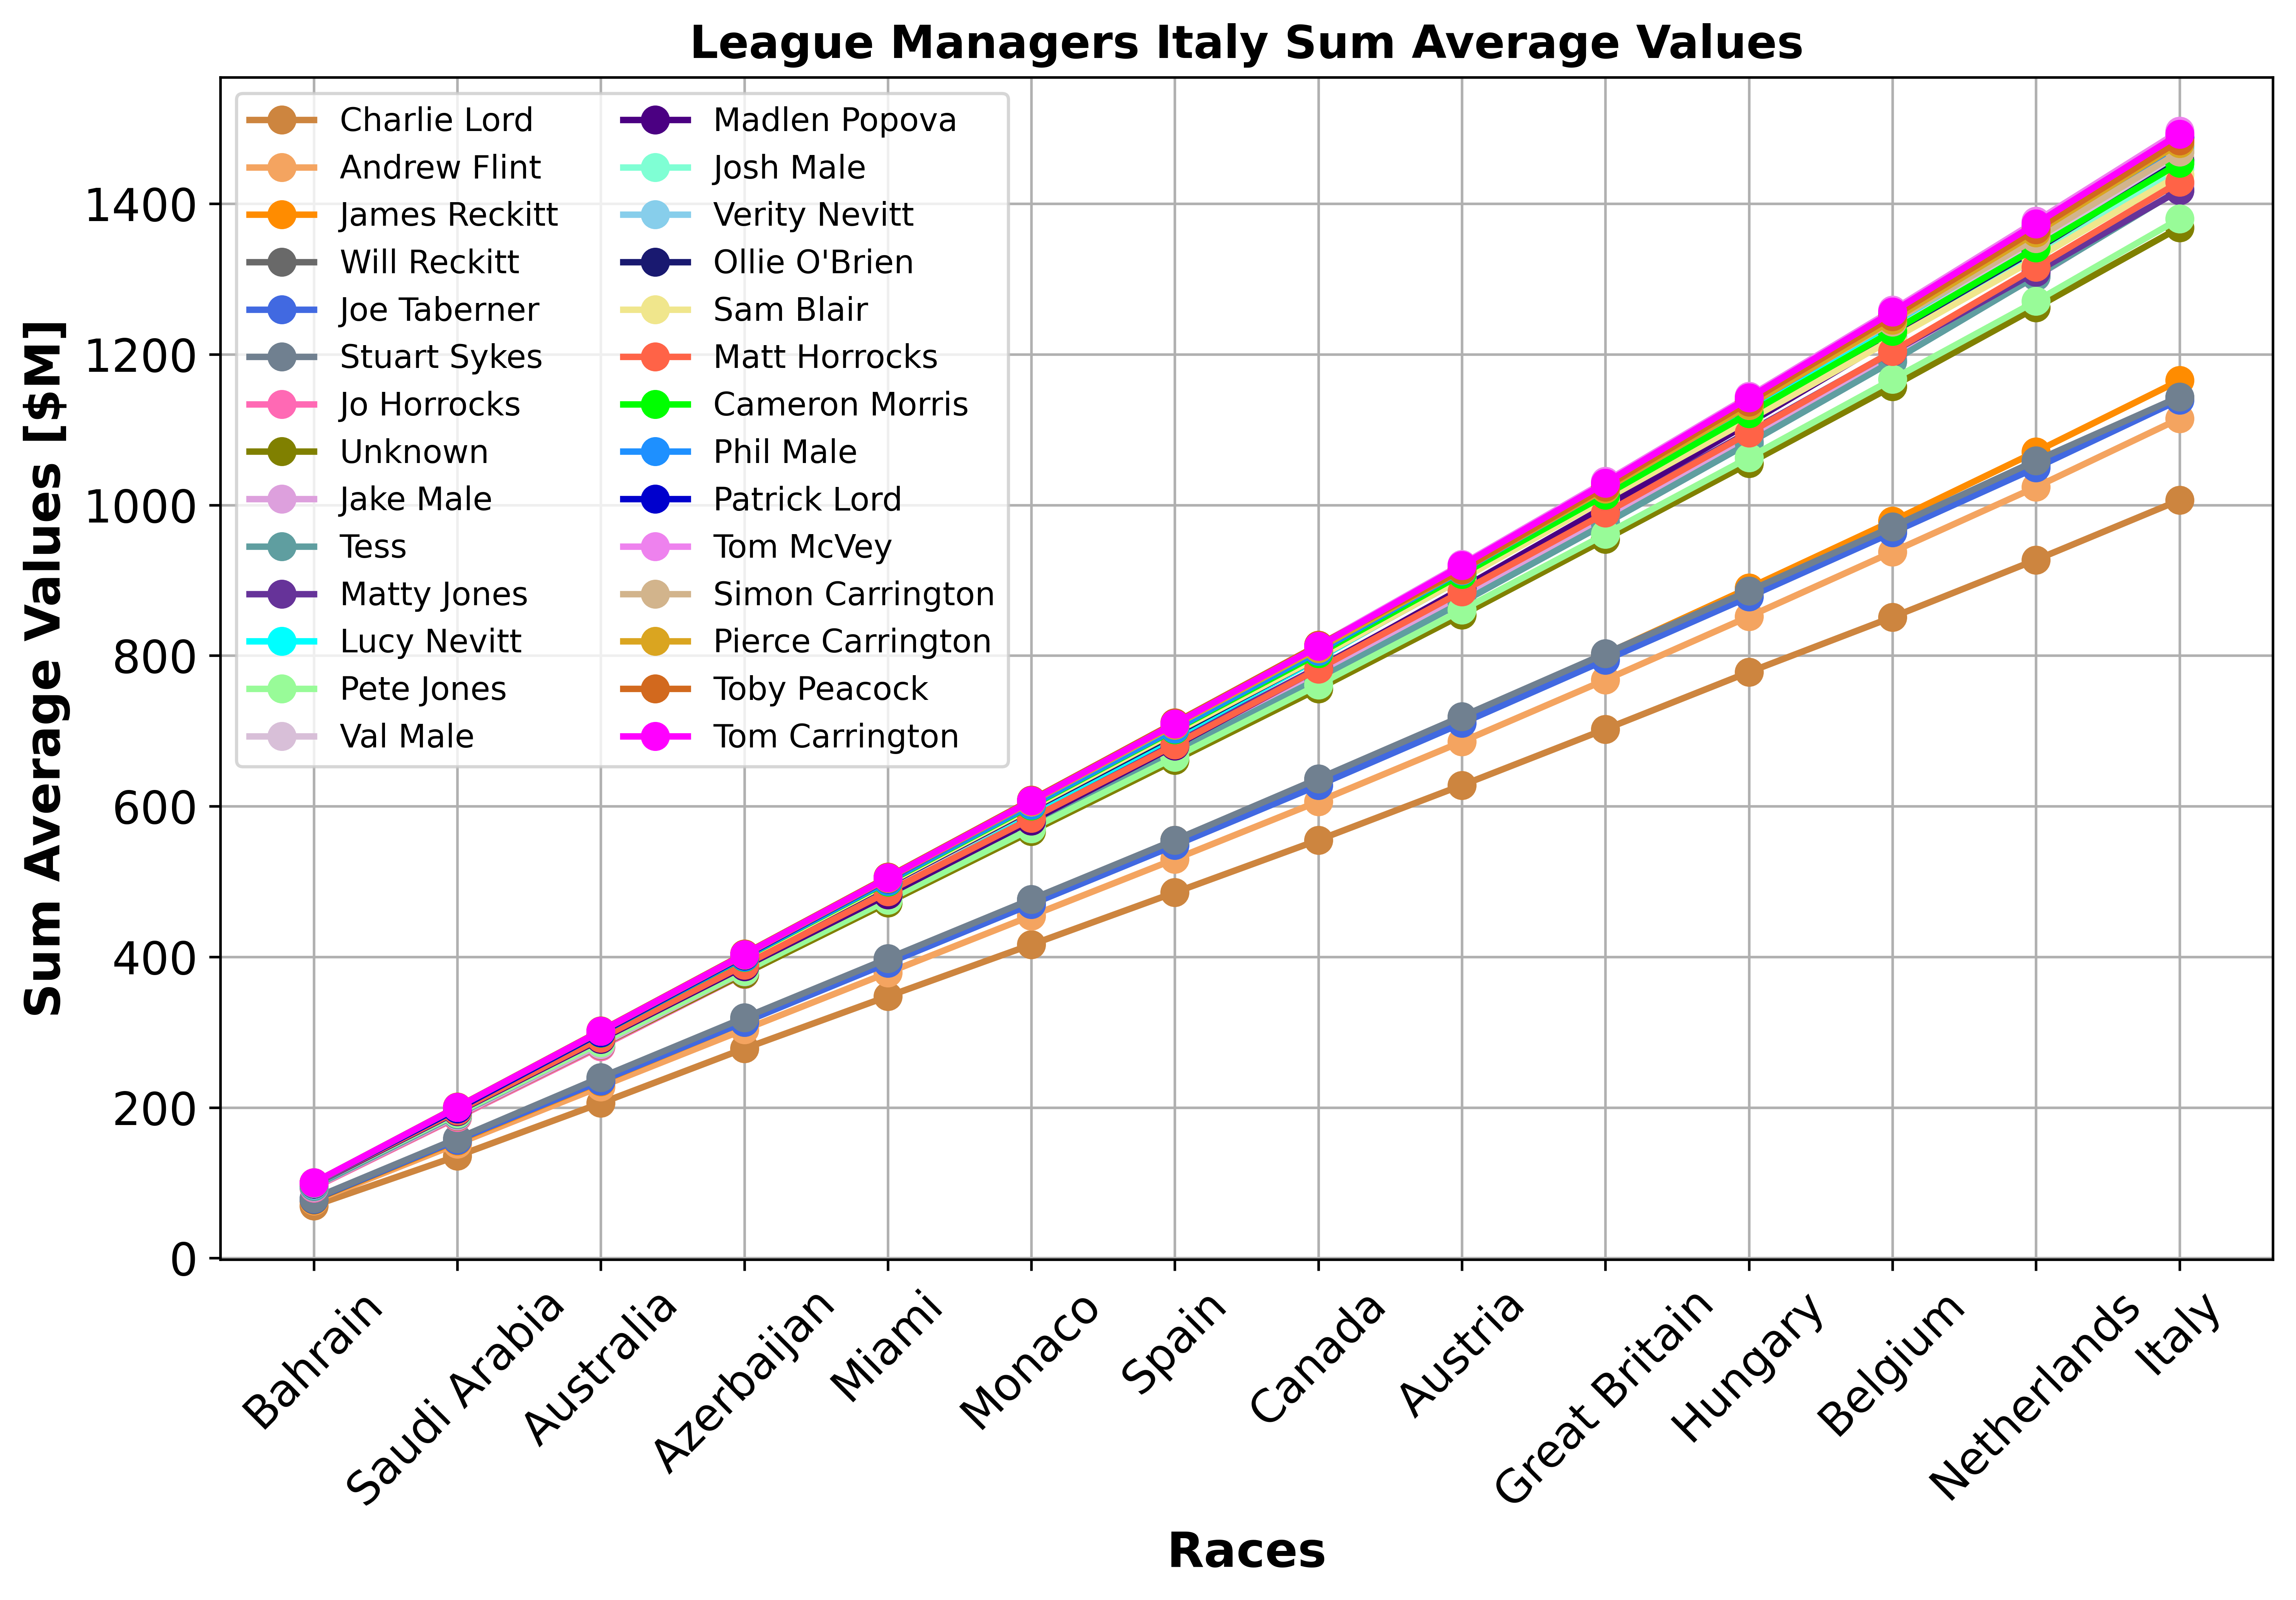 League Managers Italy Sum Average Values
Sum Average Values [$M]
1400
1200
1000
800
600
400
200
0
Charlie Lord
Andrew Flint
James Reckitt
Will Reckitt
Joe Taberner
Stuart Sykes
Jo Horrocks
Unknown
Jake Male
Tess
Matty Jones
Lucy Nevitt
Pete Jones
Val Male
Madlen Popova
Josh Male
Verity Nevitt
Ollie O'Brien
Sam Blair
Matt Horrocks
Cameron Morris
Phil Male
Patrick Lord
Tom McVey
Simon Carrington
Pierce Carrington
Toby Peacock
Tom Carrington
Bahrain
Saudi Arabia
Australia
Azerbaijan
Miami
Monaco
Spain
Canada
Austria
Great Britain
Hungary
Belgium
Netherlands
Italy
Races